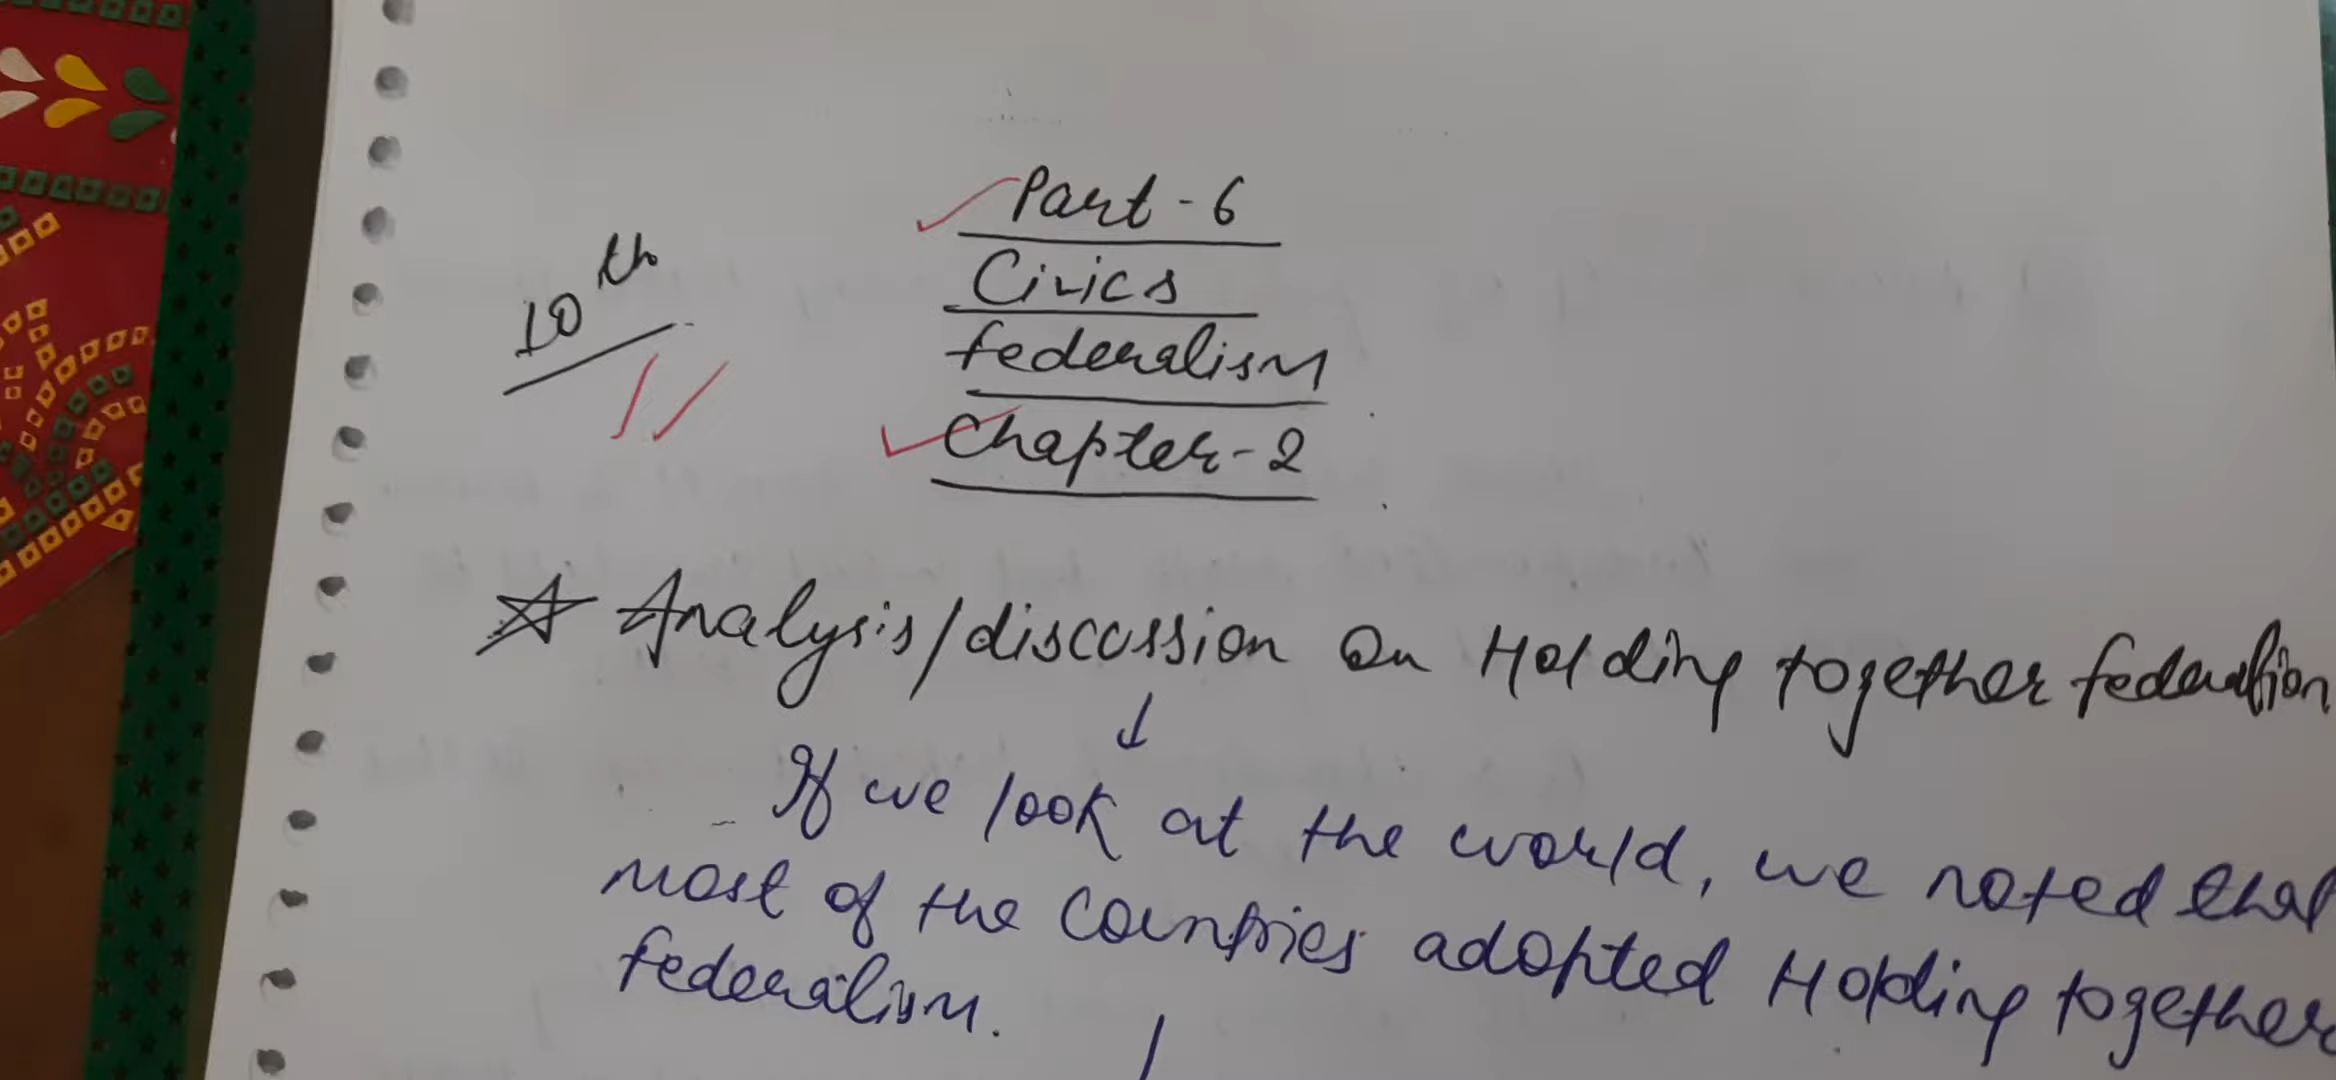 Part - 6
Civics
10th
federalism
Chapter - 2
Analysis/discussion on Holding together federation
If we look at the world, we noted that
most of the countries adopted Holding together
federalism.